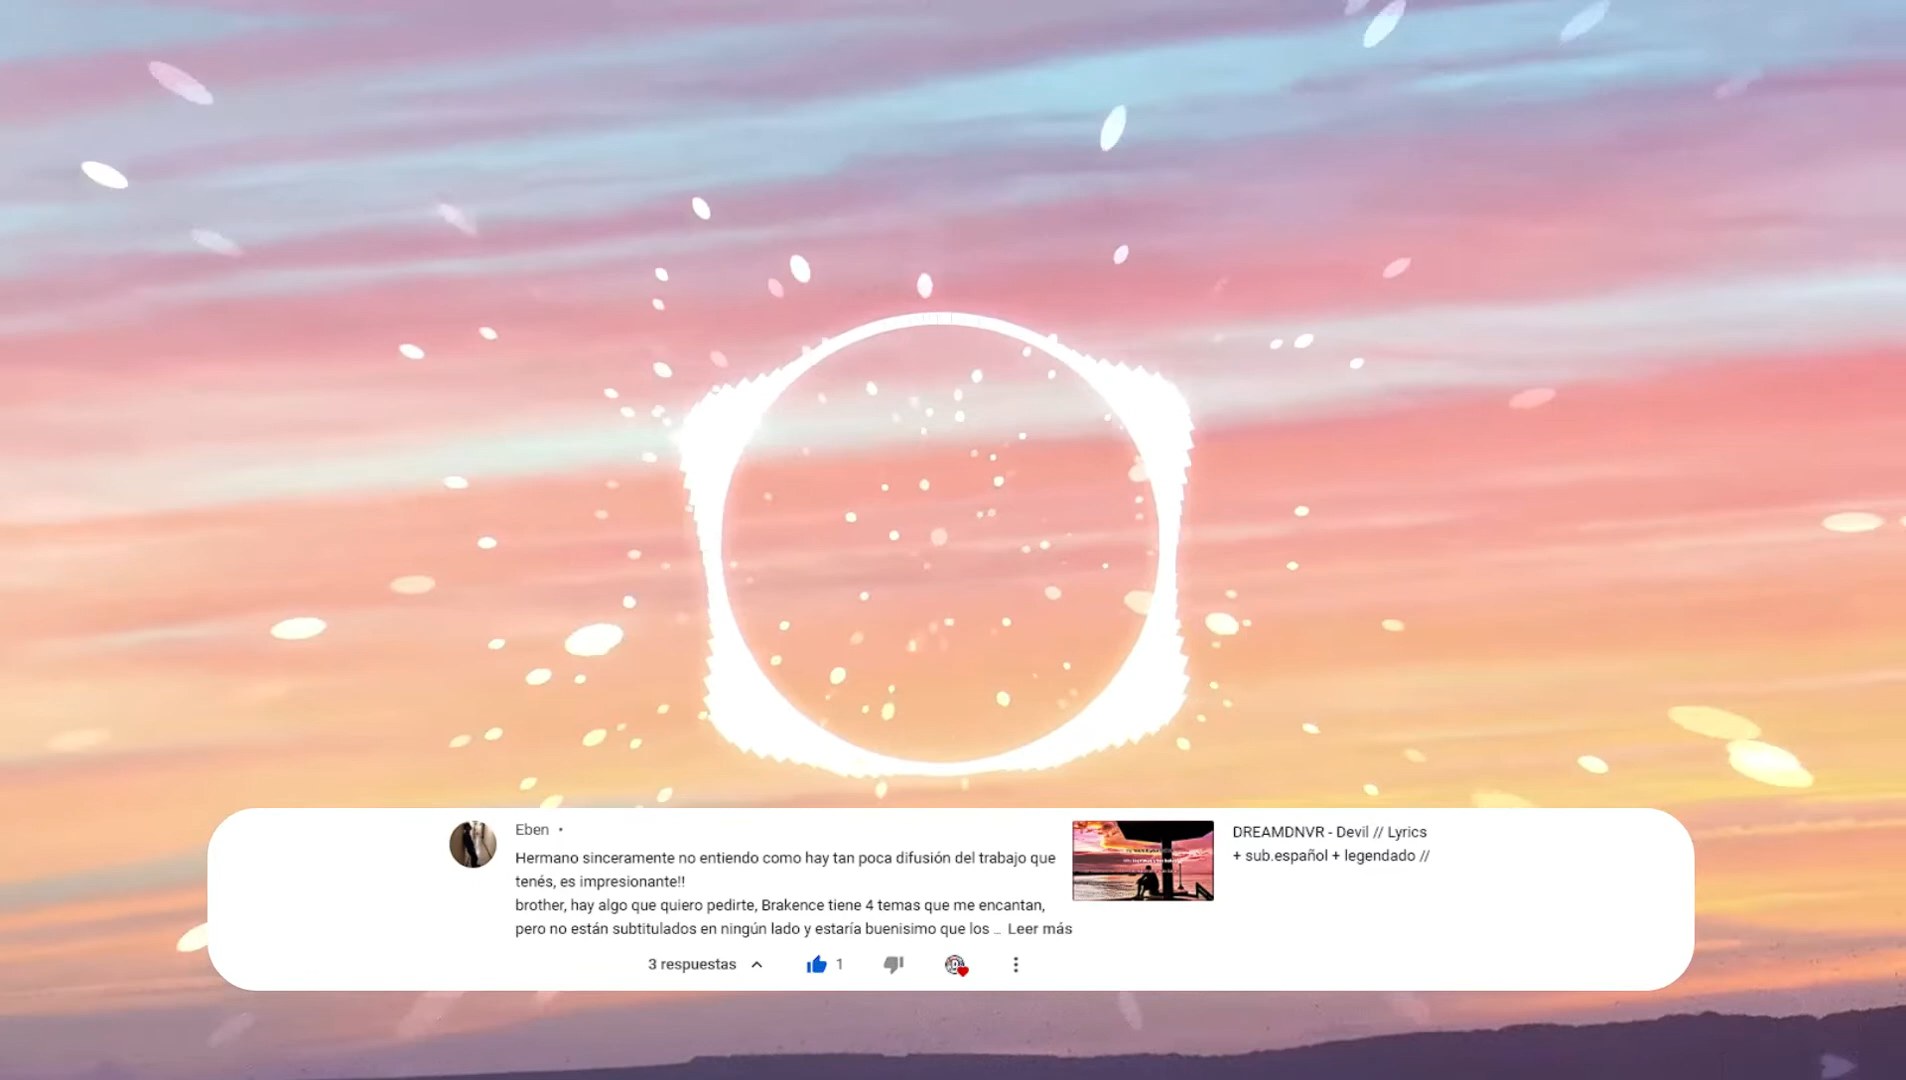 Eben •
Hermano sinceramente no entiendo como hay tan poca difusión del trabajo que
tenés, es impresionante!!
brother, hay algo que quiero pedirte, Brakence tiene 4 temas que me encantan,
pero no están subtitulados en ningún lado y estaría buenisimo que los ... Leer más
3 respuestas
1
DREAMDNVR - Devil // Lyrics
+ sub.español + legendado //